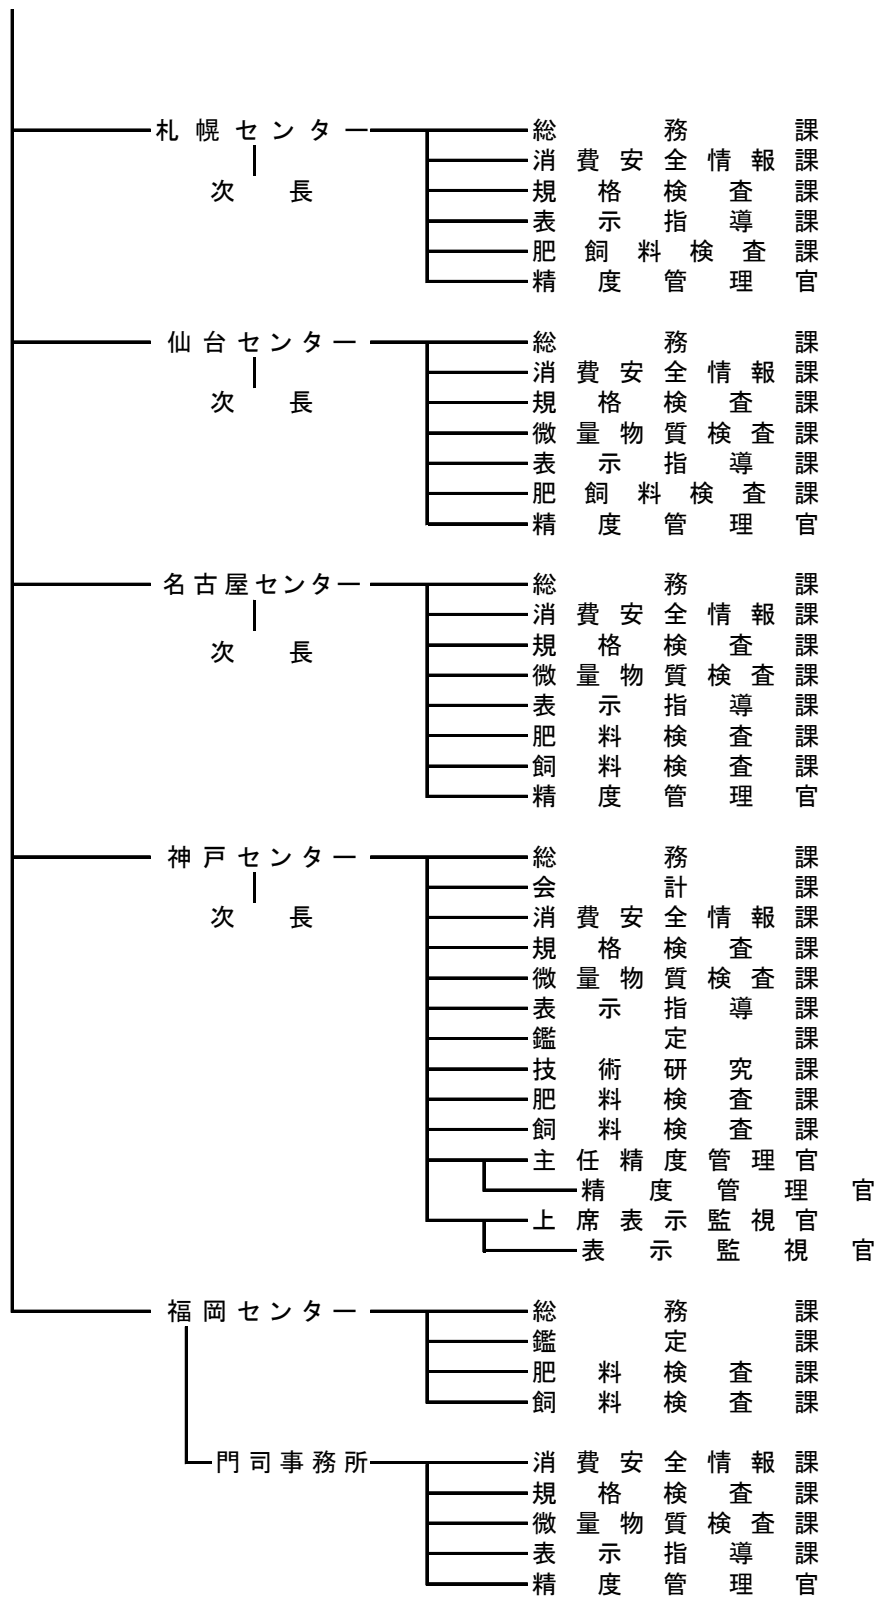 札幌センター 総務課
消費安全情報課
次長 規格検査課
表示指導課
肥飼料検査課
精度管理官
仙台センター 総務課
消費安全情報課
次長 規格検査課
微量物質検査課
表示指導課
肥飼料検査課
精度管理官
名古屋センター 総務課
消費安全情報課
次長 規格検査課
微量物質検査課
表示指導課
肥料検査課
飼料検査課
精度管理官
神戸センター 総務課
会計課
次長 消費安全情報課
規格検査課
微量物質検査課
表示指導課
鑑定課
技術研究課
肥料検査課
飼料検査課
主任精度管理官
精度管理官
上席表示監視官
表示監視官
福岡センター 総務課
鑑定課
肥料検査課
飼料検査課
門司事務所 消費安全情報課
規格検査課
微量物質検査課
表示指導課
精度管理官